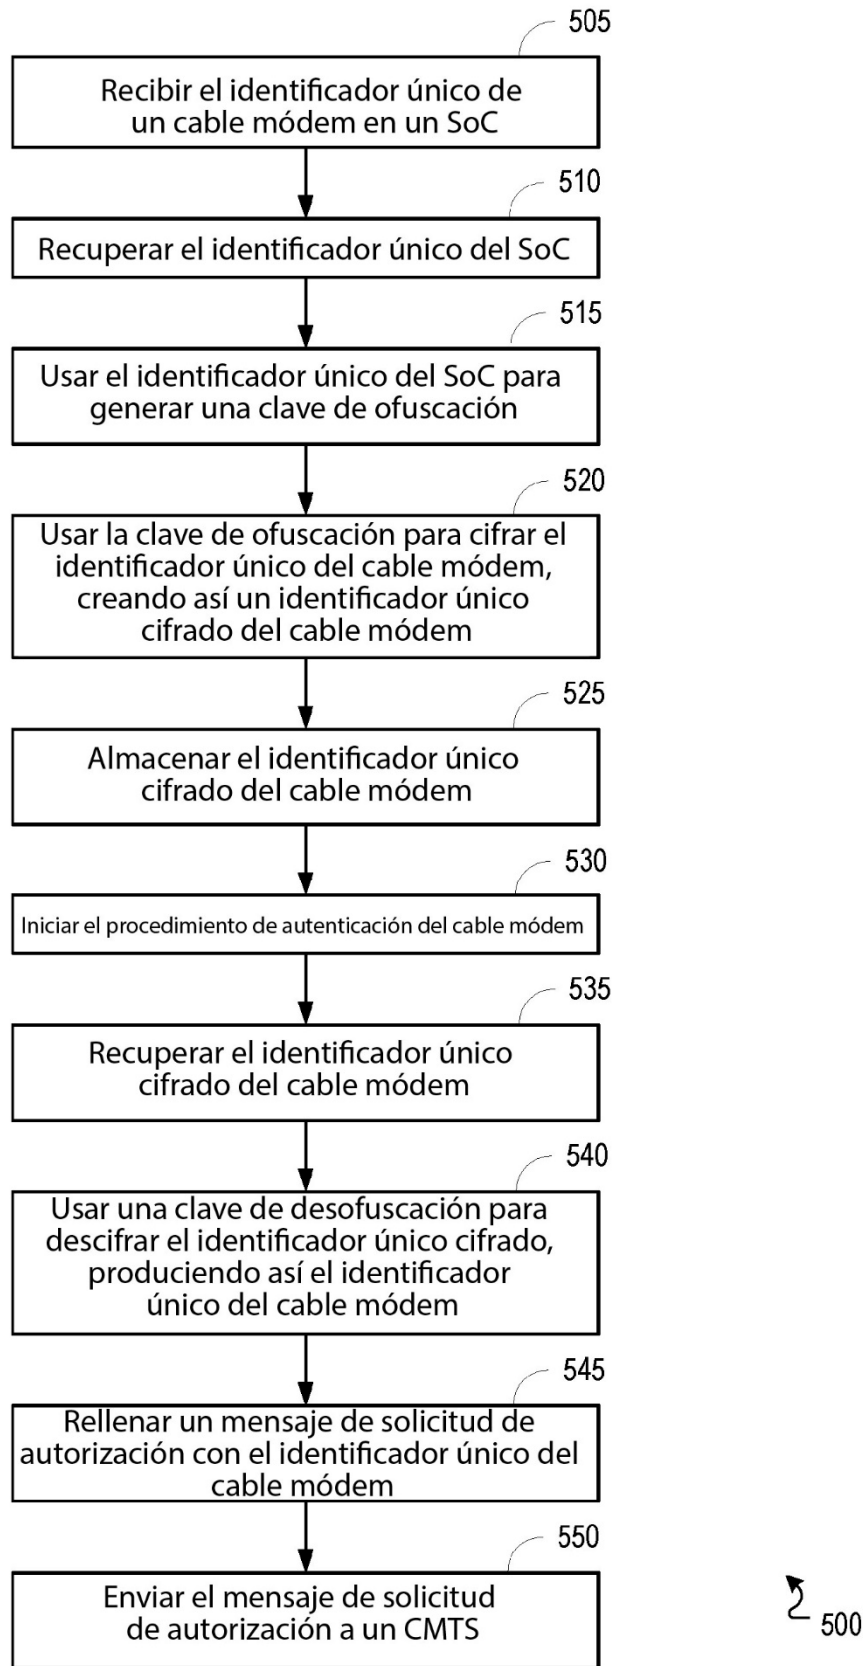 505
Recibir el identificador único de
un cable módem en un SoC
510
Recuperar el identificador único del SoC
515
Usar el identificador único del SoC para
generar una clave de ofuscación
520
Usar la clave de ofuscación para cifrar el
identificador único del cable módem,
creando así un identificador único
cifrado del cable módem
525
Almacenar el identificador único
cifrado del cable módem
530
Iniciar el procedimiento de autenticación del cable módem
535
Recuperar el identificador único
cifrado del cable módem
540
Usar una clave de desofuscación para
descifrar el identificador único cifrado,
produciendo así el identificador
único del cable módem
545
Rellenar un mensaje de solicitud de
autorización con el identificador único del
cable módem
550
Enviar el mensaje de solicitud
de autorización a un CMTS
500